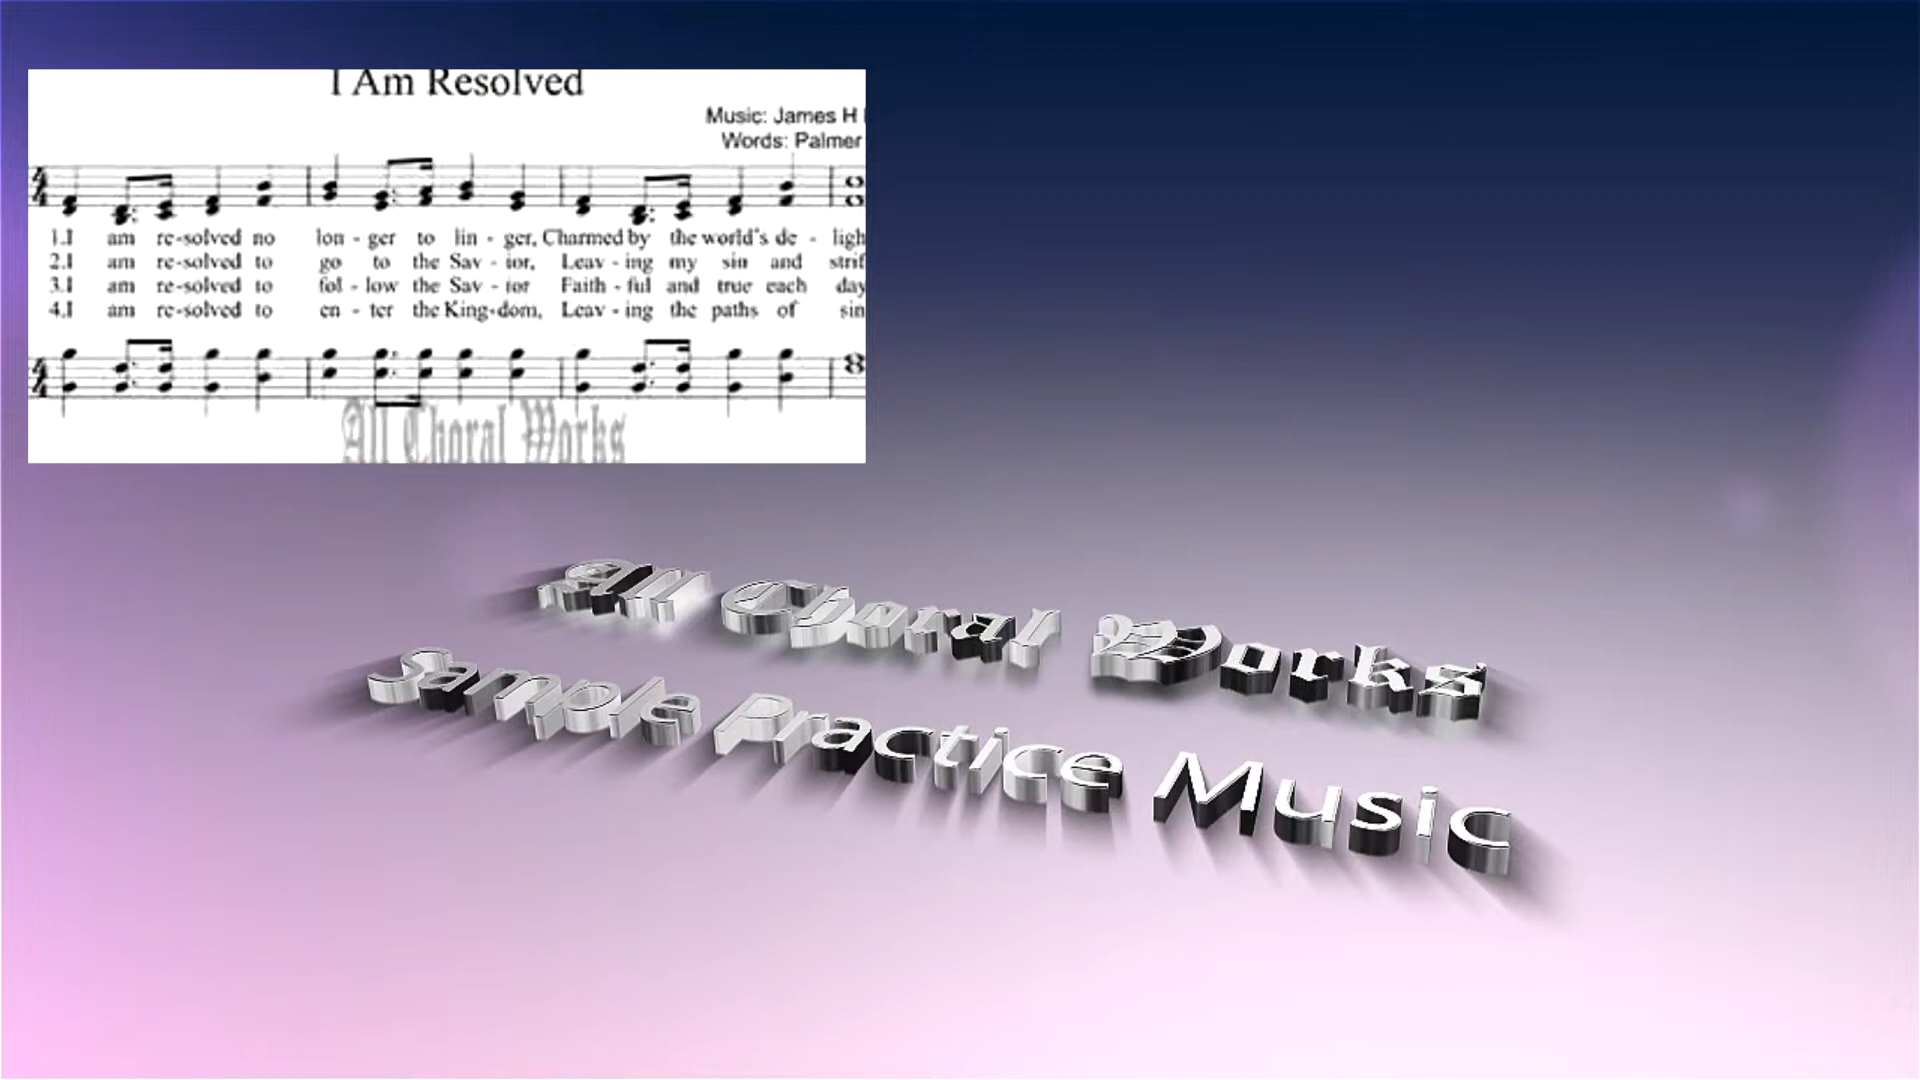 I Am Resolved
Music: James H
Words: Palmer
4
4
1.I am re-solved no lon - ger to lin - ger, Charmed by the world's de - ligh
2.I am re-solved to go to the Sav - ior, Leav - ing my sin and strif
3.I am re-solved to fol - low the Sav - ior Faith - ful and true each day
4.I am re-solved to en - ter the King-dom, Leav - ing the paths of sin
4
4
All Choral Works
All Choral Works
Sample Practice Music